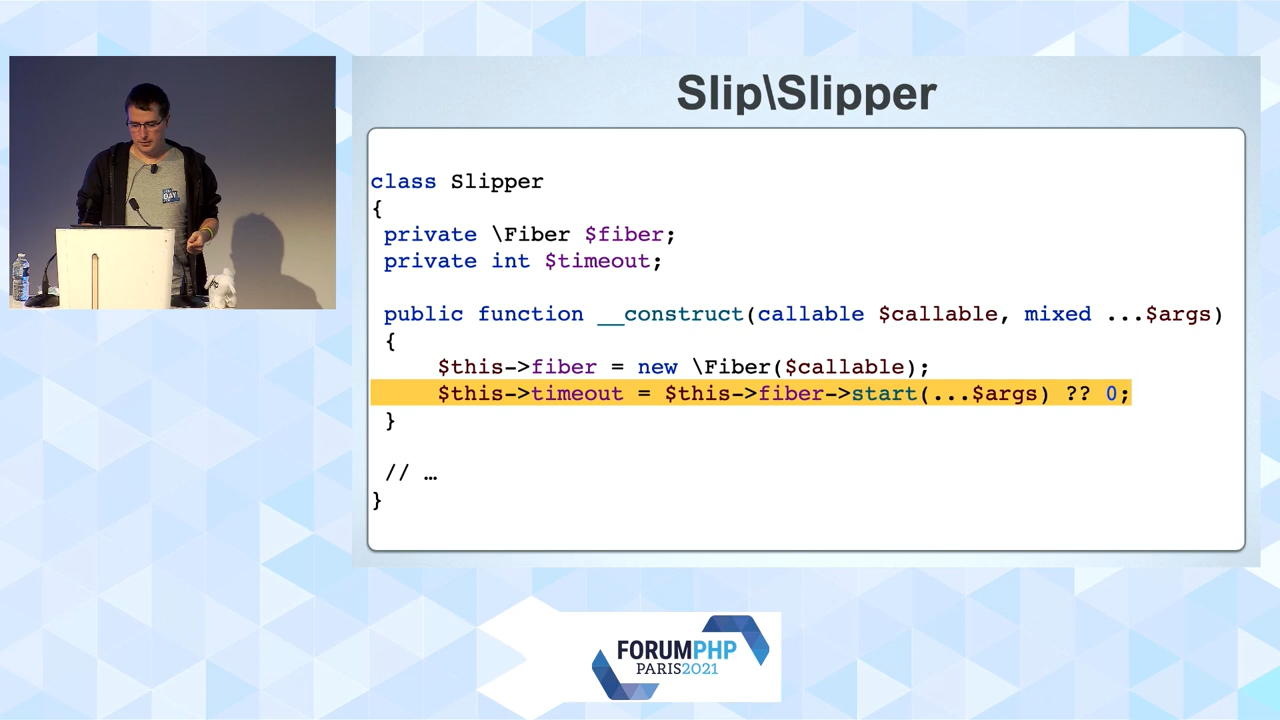 Slip\Slipper
class Slipper
{
private \Fiber $fiber;
private int $timeout;
public function __construct(callable $callable, mixed ...$args)
{
$this->fiber = new \Fiber($callable);
$this->timeout = $this->fiber->start(...$args) ?? 0;
}
// …
}
FORUMPHP
PARIS2021